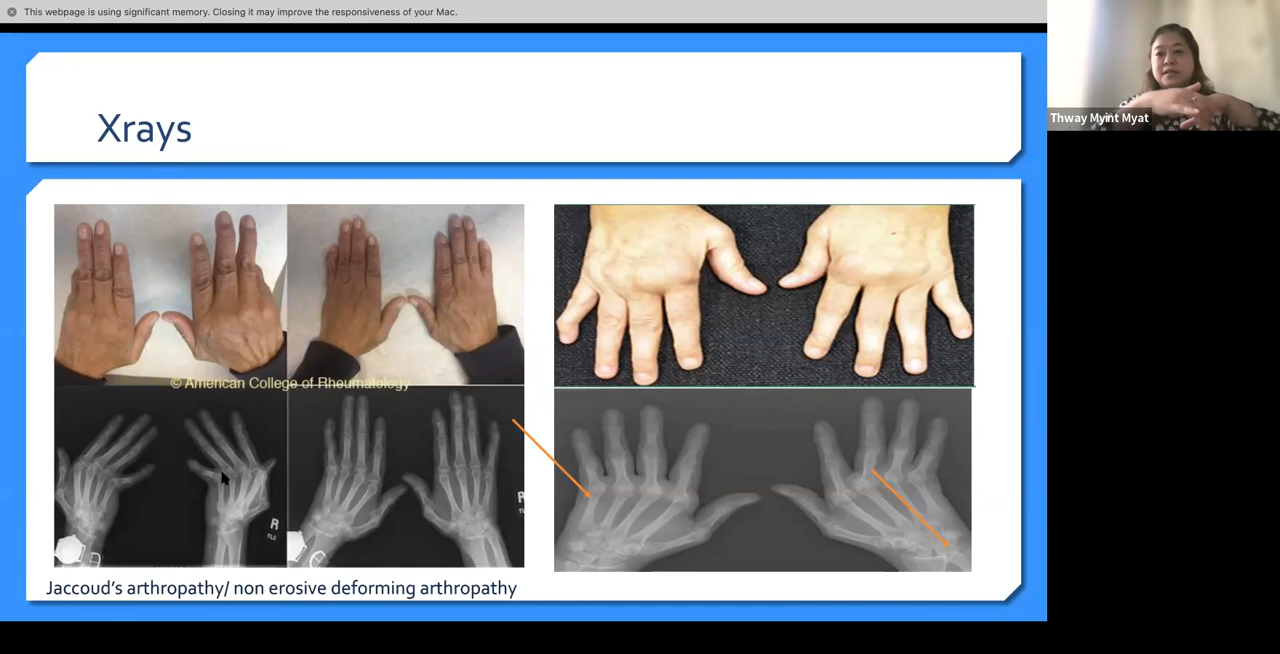 This webpage is using significant memory. Closing it may improve the responsiveness of your Mac.
Thway Myint Myat
Xrays
© American College of Rheumatology
R
TLS
R
Jaccoud's arthropathy/ non erosive deforming arthropathy